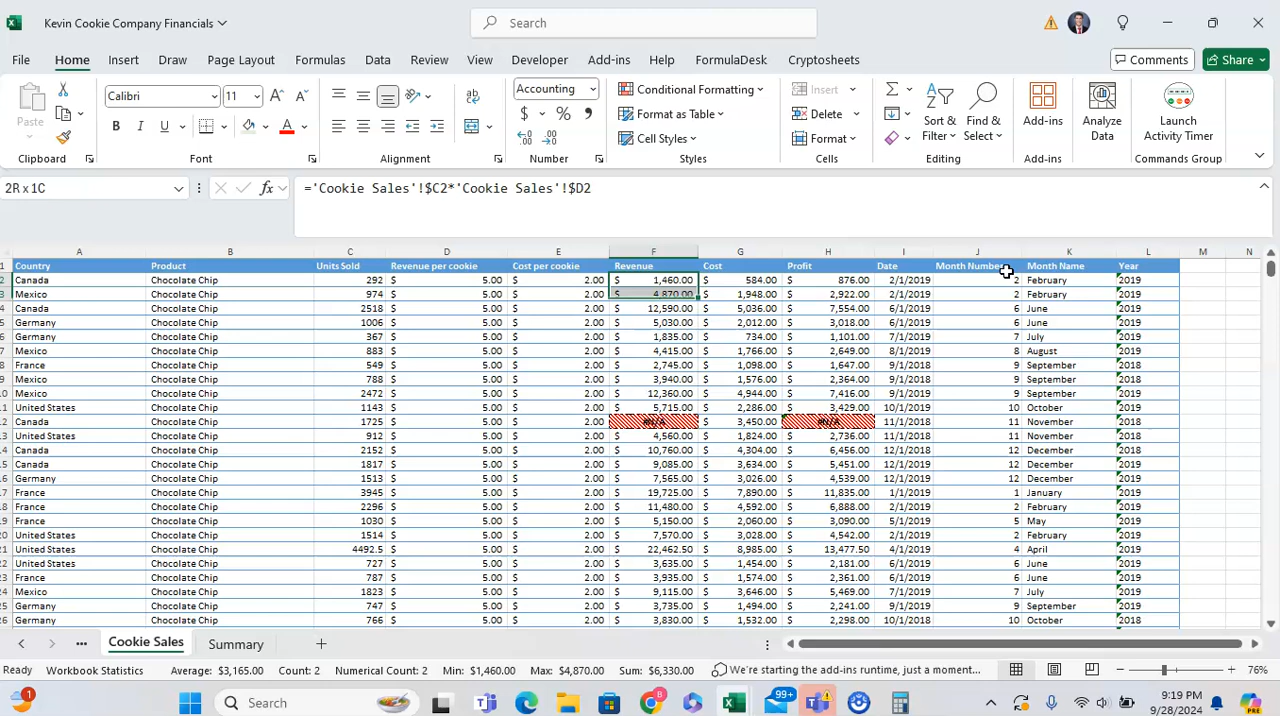 Kevin Cookie Company Financials
Search
File Home Insert Draw Page Layout Formulas Data Review View Developer Add-ins Help FormulaDesk Cryptosheets Comments Share
Calibri 11 Accounting Conditional Formatting Insert
Paste Format as Table Delete Sort & Filter Find & Select Add-ins Analyze Data Launch Activity Timer
B I U A $ % Cell Styles Format
Clipboard Font Alignment Number Styles Cells Editing Add-ins Commands Group
2R x 1C fx ='Cookie Sales'!$C2*'Cookie Sales'!$D2
A B C D E F G H I J K L M N
1 Country Product Units Sold Revenue per cookie Cost per cookie Revenue Cost Profit Date Month Number Month Name Year
2 Canada Chocolate Chip 292 $ 5.00 $ 2.00 $ 1,460.00 $ 584.00 $ 876.00 2/1/2019 2 February 2019
3 Mexico Chocolate Chip 974 $ 5.00 $ 2.00 $ 4,870.00 $ 1,948.00 $ 2,922.00 2/1/2019 2 February 2019
4 Canada Chocolate Chip 2518 $ 5.00 $ 2.00 $ 12,590.00 $ 5,036.00 $ 7,554.00 6/1/2019 6 June 2019
5 Germany Chocolate Chip 1006 $ 5.00 $ 2.00 $ 5,030.00 $ 2,012.00 $ 3,018.00 6/1/2019 6 June 2019
6 Germany Chocolate Chip 367 $ 5.00 $ 2.00 $ 1,835.00 $ 734.00 $ 1,101.00 7/1/2019 7 July 2019
7 Mexico Chocolate Chip 883 $ 5.00 $ 2.00 $ 4,415.00 $ 1,766.00 $ 2,649.00 8/1/2019 8 August 2019
8 France Chocolate Chip 549 $ 5.00 $ 2.00 $ 2,745.00 $ 1,098.00 $ 1,647.00 9/1/2018 9 September 2018
9 Mexico Chocolate Chip 788 $ 5.00 $ 2.00 $ 3,940.00 $ 1,576.00 $ 2,364.00 9/1/2018 9 September 2018
10 Mexico Chocolate Chip 2472 $ 5.00 $ 2.00 $ 12,360.00 $ 4,944.00 $ 7,416.00 9/1/2019 9 September 2019
11 United States Chocolate Chip 1143 $ 5.00 $ 2.00 $ 5,715.00 $ 2,286.00 $ 3,429.00 10/1/2019 10 October 2019
12 Canada Chocolate Chip 1725 $ 5.00 $ 2.00 #N/A $ 3,450.00 #N/A 11/1/2018 11 November 2018
13 United States Chocolate Chip 912 $ 5.00 $ 2.00 $ 4,560.00 $ 1,824.00 $ 2,736.00 11/1/2018 11 November 2018
14 Canada Chocolate Chip 2152 $ 5.00 $ 2.00 $ 10,760.00 $ 4,304.00 $ 6,456.00 12/1/2018 12 December 2018
15 Canada Chocolate Chip 1817 $ 5.00 $ 2.00 $ 9,085.00 $ 3,634.00 $ 5,451.00 12/1/2019 12 December 2019
16 Germany Chocolate Chip 1513 $ 5.00 $ 2.00 $ 7,565.00 $ 3,026.00 $ 4,539.00 12/1/2019 12 December 2019
17 France Chocolate Chip 3945 $ 5.00 $ 2.00 $ 19,725.00 $ 7,890.00 $ 11,835.00 1/1/2019 1 January 2019
18 France Chocolate Chip 2296 $ 5.00 $ 2.00 $ 11,480.00 $ 4,592.00 $ 6,888.00 2/1/2019 2 February 2019
19 France Chocolate Chip 1030 $ 5.00 $ 2.00 $ 5,150.00 $ 2,060.00 $ 3,090.00 5/1/2019 5 May 2019
20 United States Chocolate Chip 1514 $ 5.00 $ 2.00 $ 7,570.00 $ 3,028.00 $ 4,542.00 2/1/2019 2 February 2019
21 United States Chocolate Chip 4492.5 $ 5.00 $ 2.00 $ 22,462.50 $ 8,985.00 $ 13,477.50 4/1/2019 4 April 2019
22 United States Chocolate Chip 727 $ 5.00 $ 2.00 $ 3,635.00 $ 1,454.00 $ 2,181.00 6/1/2019 6 June 2019
23 France Chocolate Chip 787 $ 5.00 $ 2.00 $ 3,935.00 $ 1,574.00 $ 2,361.00 6/1/2019 6 June 2019
24 Mexico Chocolate Chip 1823 $ 5.00 $ 2.00 $ 9,115.00 $ 3,646.00 $ 5,469.00 7/1/2019 7 July 2019
25 Germany Chocolate Chip 747 $ 5.00 $ 2.00 $ 3,735.00 $ 1,494.00 $ 2,241.00 9/1/2019 9 September 2019
26 Germany Chocolate Chip 766 $ 5.00 $ 2.00 $ 3,830.00 $ 1,532.00 $ 2,298.00 10/1/2018 10 October 2018
Cookie Sales Summary
Ready Workbook Statistics Average: $3,165.00 Count: 2 Numerical Count: 2 Min: $1,460.00 Max: $4,870.00 Sum: $6,330.00 We're starting the add-ins runtime, just a moment... 76%
1 Search 99+ 9:19 PM
9/28/2024
PRE